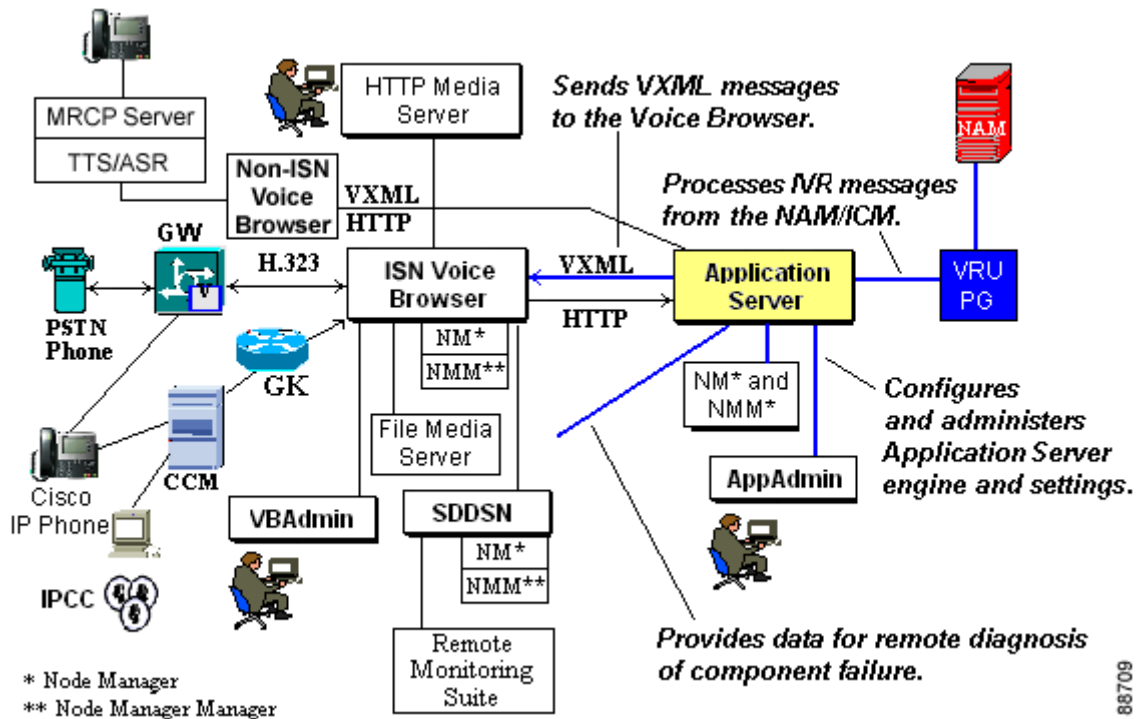 MRCP Server
TTS/ASR
HTTP Media
Server
Sends VXML messages
to the Voice Browser.
NAM
Non-ISN
Voice
Browser
VXML
HTTP
Processes IVR messages
from the NAM/ICM.
GW
V
H.323
PSTN
Phone
ISN Voice
Browser
VXML
HTTP
Application
Server
VRU
PG
GK
NM*
NMM**
NM* and
NMM*
Configures
and administers
Application Server
engine and settings.
File Media
Server
CCM
Cisco
IP Phone
VBAdmin
SDDSN
AppAdmin
NM*
NMM**
IPCC
Remote
Monitoring
Suite
Provides data for remote diagnosis
of component failure.
* Node Manager
** Node Manager Manager
88709